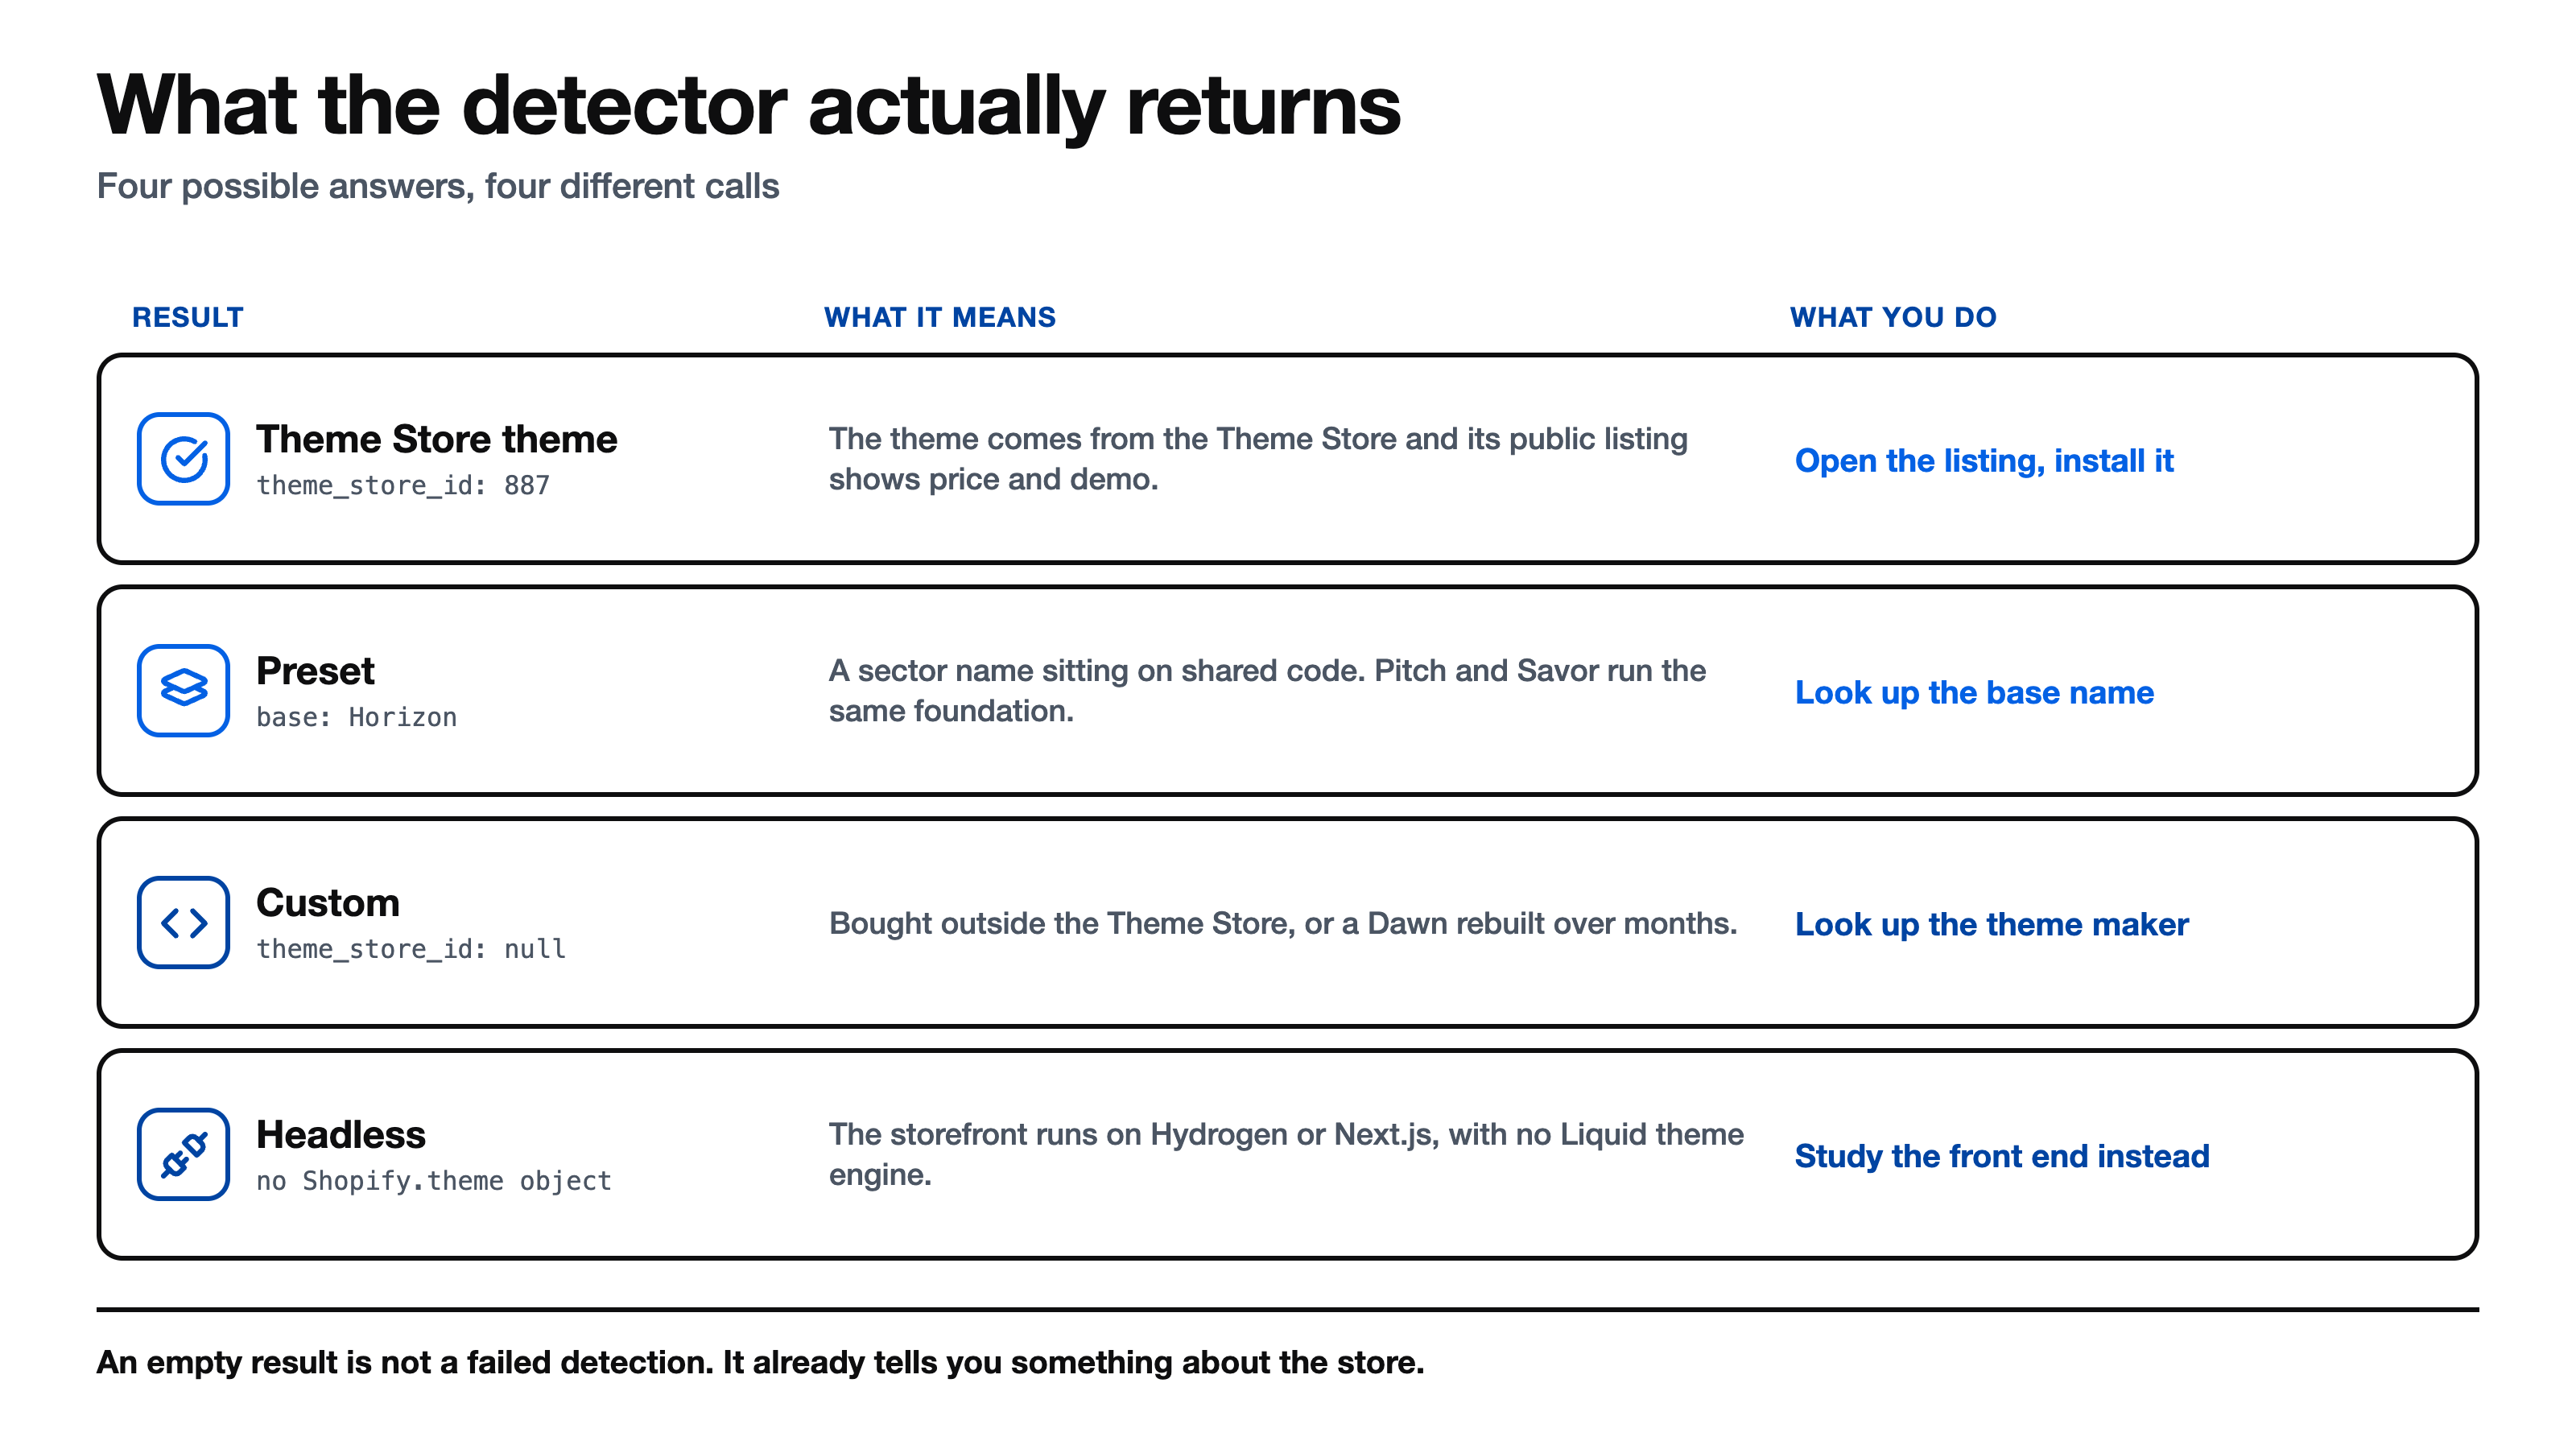 What the detector actually returns
Four possible answers, four different calls
RESULT
WHAT IT MEANS
WHAT YOU DO
Theme Store theme
theme_store_id: 887
The theme comes from the Theme Store and its public listing
shows price and demo.
Open the listing, install it
Preset
base: Horizon
A sector name sitting on shared code. Pitch and Savor run the
same foundation.
Look up the base name
Custom
theme_store_id: null
Bought outside the Theme Store, or a Dawn rebuilt over months.
Look up the theme maker
Headless
no Shopify.theme object
The storefront runs on Hydrogen or Next.js, with no Liquid theme
engine.
Study the front end instead
An empty result is not a failed detection. It already tells you something about the store.